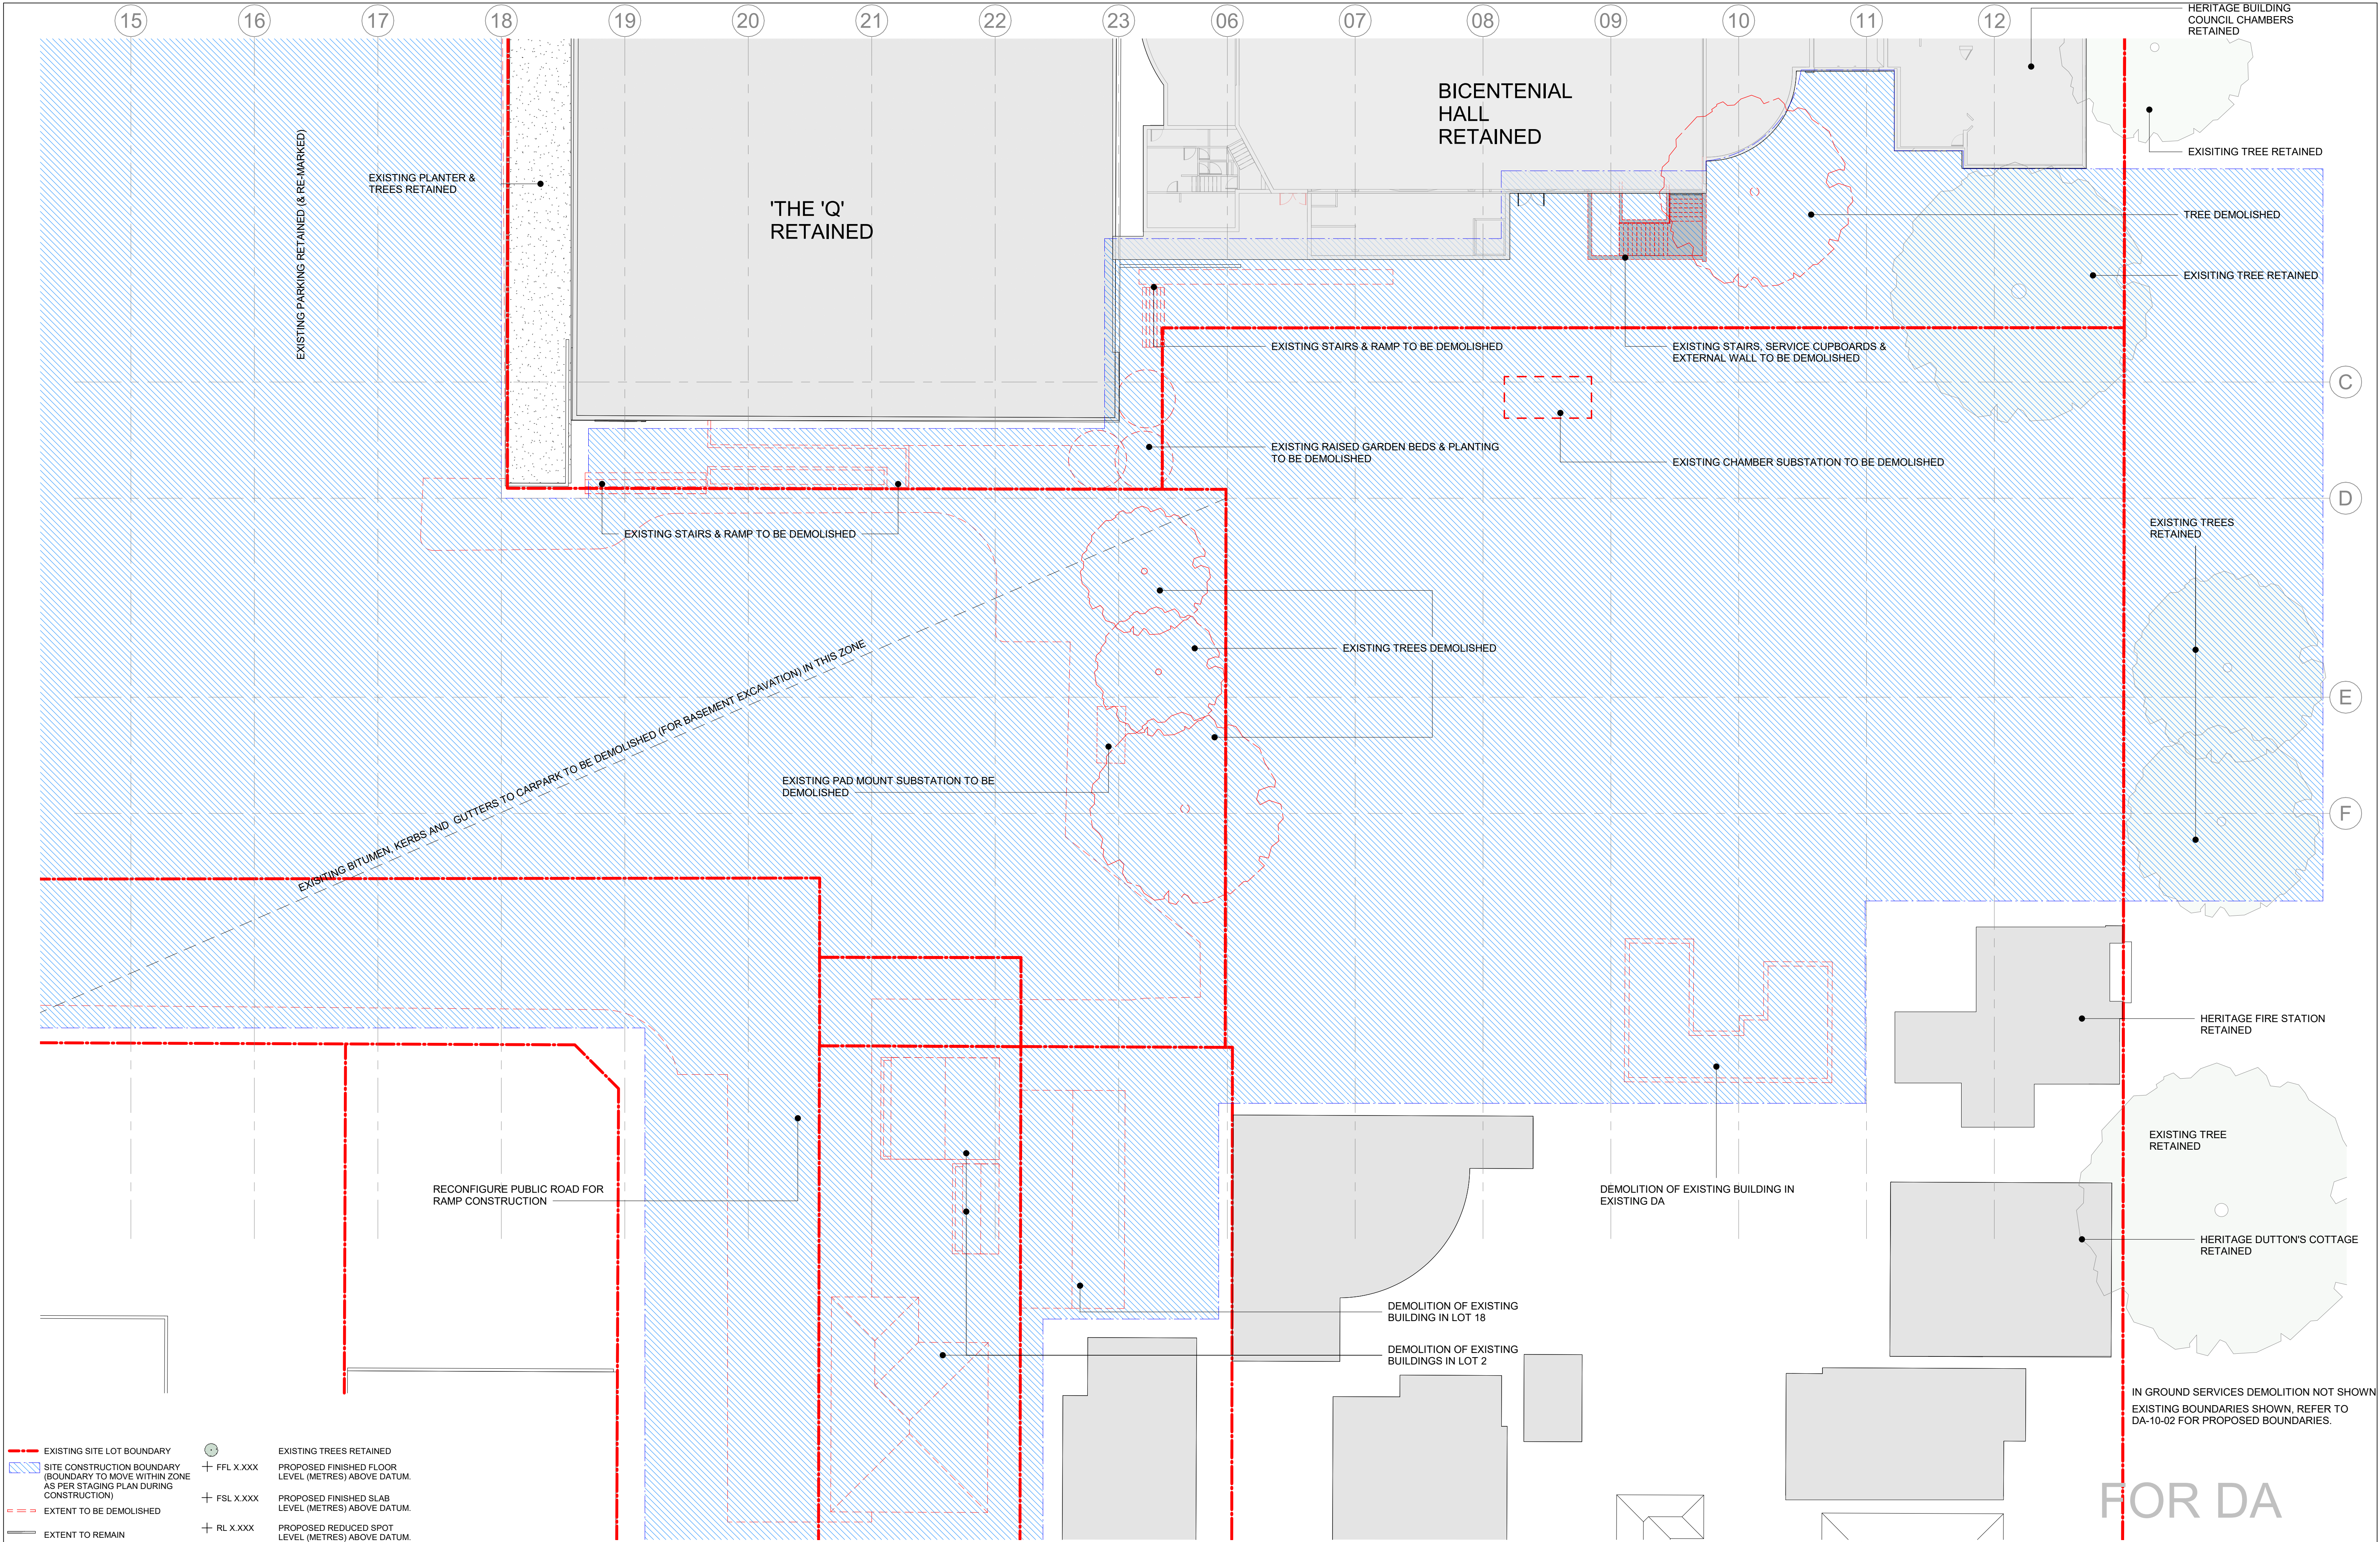 15
16
17
18
19
20
21
22
23
06
07
08
09
10
11
12
HERITAGE BUILDING
COUNCIL CHAMBERS
RETAINED
BICENTENIAL
HALL
RETAINED
EXISITING TREE RETAINED
EXISTING PARKING RETAINED (& RE-MARKED)
EXISTING PLANTER &
TREES RETAINED
'THE 'Q'
RETAINED
TREE DEMOLISHED
EXISITING TREE RETAINED
EXISTING STAIRS & RAMP TO BE DEMOLISHED
EXISTING STAIRS, SERVICE CUPBOARDS &
EXTERNAL WALL TO BE DEMOLISHED
C
EXISTING RAISED GARDEN BEDS & PLANTING
TO BE DEMOLISHED
EXISTING CHAMBER SUBSTATION TO BE DEMOLISHED
D
EXISTING STAIRS & RAMP TO BE DEMOLISHED
EXISTING TREES
RETAINED
EXISTING TREES DEMOLISHED
E
EXISITING BITUMEN, KERBS AND GUTTERS TO CARPARK TO BE DEMOLISHED (FOR BASEMENT EXCAVATION) IN THIS ZONE
EXISTING PAD MOUNT SUBSTATION TO BE
DEMOLISHED
F
HERITAGE FIRE STATION
RETAINED
EXISTING TREE
RETAINED
RECONFIGURE PUBLIC ROAD FOR
RAMP CONSTRUCTION
DEMOLITION OF EXISTING BUILDING IN
EXISTING DA
HERITAGE DUTTON'S COTTAGE
RETAINED
DEMOLITION OF EXISTING
BUILDING IN LOT 18
DEMOLITION OF EXISTING
BUILDINGS IN LOT 2
IN GROUND SERVICES DEMOLITION NOT SHOWN
EXISTING BOUNDARIES SHOWN, REFER TO
DA-10-02 FOR PROPOSED BOUNDARIES.
EXISTING SITE LOT BOUNDARY
SITE CONSTRUCTION BOUNDARY
(BOUNDARY TO MOVE WITHIN ZONE
AS PER STAGING PLAN DURING
CONSTRUCTION)
EXTENT TO BE DEMOLISHED
EXTENT TO REMAIN
EXISTING TREES RETAINED
FFL X.XXX PROPOSED FINISHED FLOOR
LEVEL (METRES) ABOVE DATUM.
FSL X.XXX PROPOSED FINISHED SLAB
LEVEL (METRES) ABOVE DATUM.
RL X.XXX PROPOSED REDUCED SPOT
LEVEL (METRES) ABOVE DATUM.
FOR DA